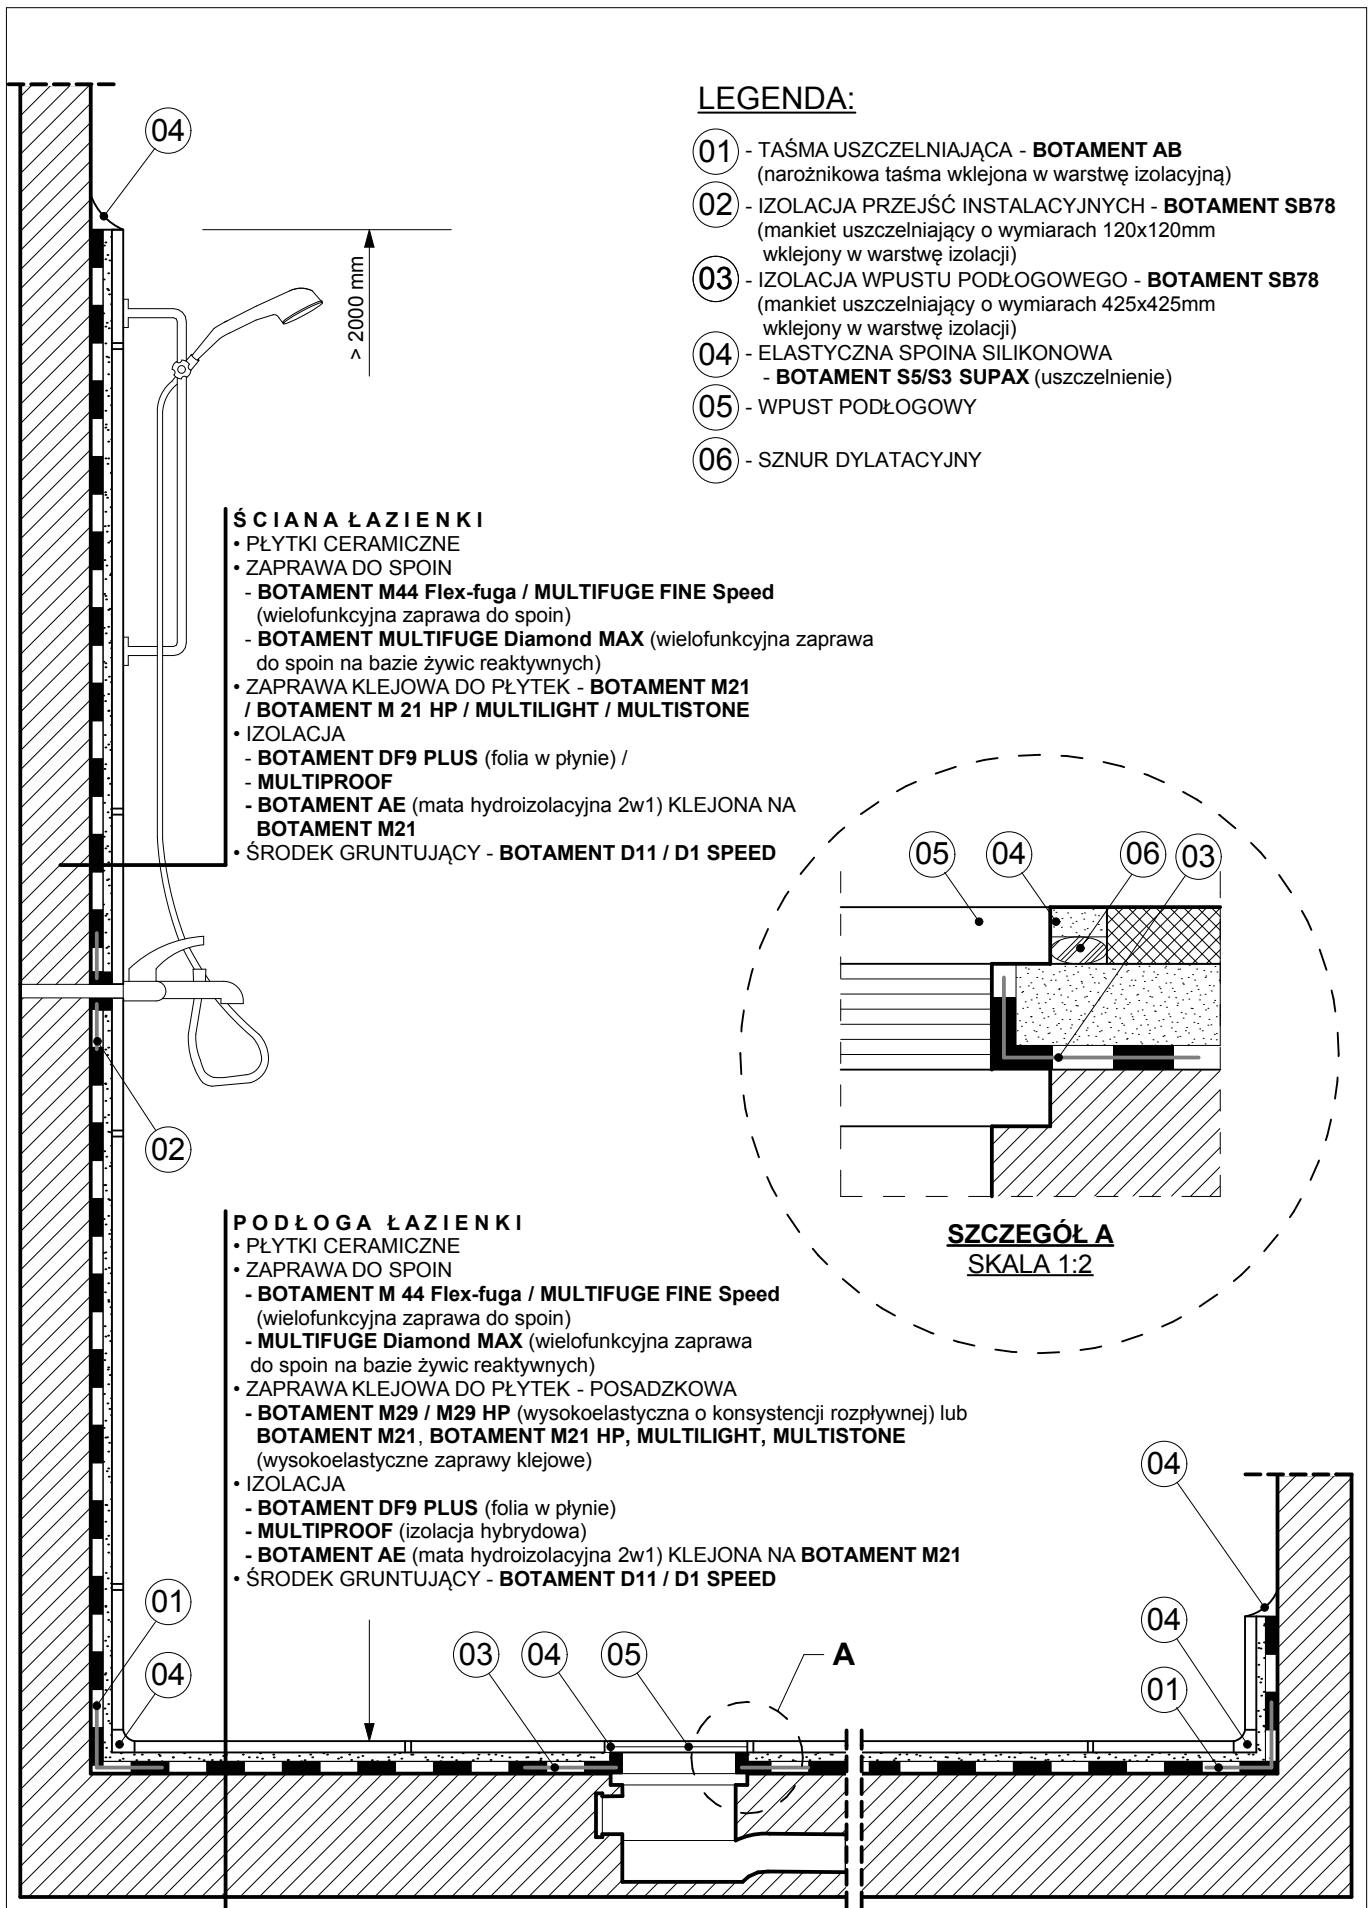 LEGENDA:
01 - TAŚMA USZCZELNIAJĄCA - BOTAMENT AB
(narożnikowa taśma wklejona w warstwę izolacyjną)
02 - IZOLACJA PRZEJŚĆ INSTALACYJNYCH - BOTAMENT SB78
(mankiet uszczelniający o wymiarach 120x120mm
wklejony w warstwę izolacji)
03 - IZOLACJA WPUSTU PODŁOGOWEGO - BOTAMENT SB78
(mankiet uszczelniający o wymiarach 425x425mm
wklejony w warstwę izolacji)
04 - ELASTYCZNA SPOINA SILIKONOWA
- BOTAMENT S5/S3 SUPAX (uszczelnienie)
05 - WPUST PODŁOGOWY
06 - SZNUR DYLATACYJNY
04
> 2000 mm
ŚCIANA ŁAZIENKI
• PŁYTKI CERAMICZNE
• ZAPRAWA DO SPOIN
- BOTAMENT M44 Flex-fuga / MULTIFUGE FINE Speed
(wielofunkcyjna zaprawa do spoin)
- BOTAMENT MULTIFUGE Diamond MAX (wielofunkcyjna zaprawa
do spoin na bazie żywic reaktywnych)
• ZAPRAWA KLEJOWA DO PŁYTEK - BOTAMENT M21
/ BOTAMENT M 21 HP / MULTILIGHT / MULTISTONE
• IZOLACJA
- BOTAMENT DF9 PLUS (folia w płynie) /
- MULTIPROOF
- BOTAMENT AE (mata hydroizolacyjna 2w1) KLEJONA NA
BOTAMENT M21
• ŚRODEK GRUNTUJĄCY - BOTAMENT D11 / D1 SPEED
05 04 06 03
02
SZCZEGÓŁ A
SKALA 1:2
PODŁOGA ŁAZIENKI
• PŁYTKI CERAMICZNE
• ZAPRAWA DO SPOIN
- BOTAMENT M 44 Flex-fuga / MULTIFUGE FINE Speed
(wielofunkcyjna zaprawa do spoin)
- MULTIFUGE Diamond MAX (wielofunkcyjna zaprawa
do spoin na bazie żywic reaktywnych)
• ZAPRAWA KLEJOWA DO PŁYTEK - POSADZKOWA
- BOTAMENT M29 / M29 HP (wysokoelastyczna o konsystencji rozpływnej) lub
BOTAMENT M21, BOTAMENT M21 HP, MULTILIGHT, MULTISTONE
(wysokoelastyczne zaprawy klejowe)
• IZOLACJA
- BOTAMENT DF9 PLUS (folia w płynie)
- MULTIPROOF (izolacja hybrydowa)
- BOTAMENT AE (mata hydroizolacyjna 2w1) KLEJONA NA BOTAMENT M21
• ŚRODEK GRUNTUJĄCY - BOTAMENT D11 / D1 SPEED
04
01
04
03 04 05 A
04
01